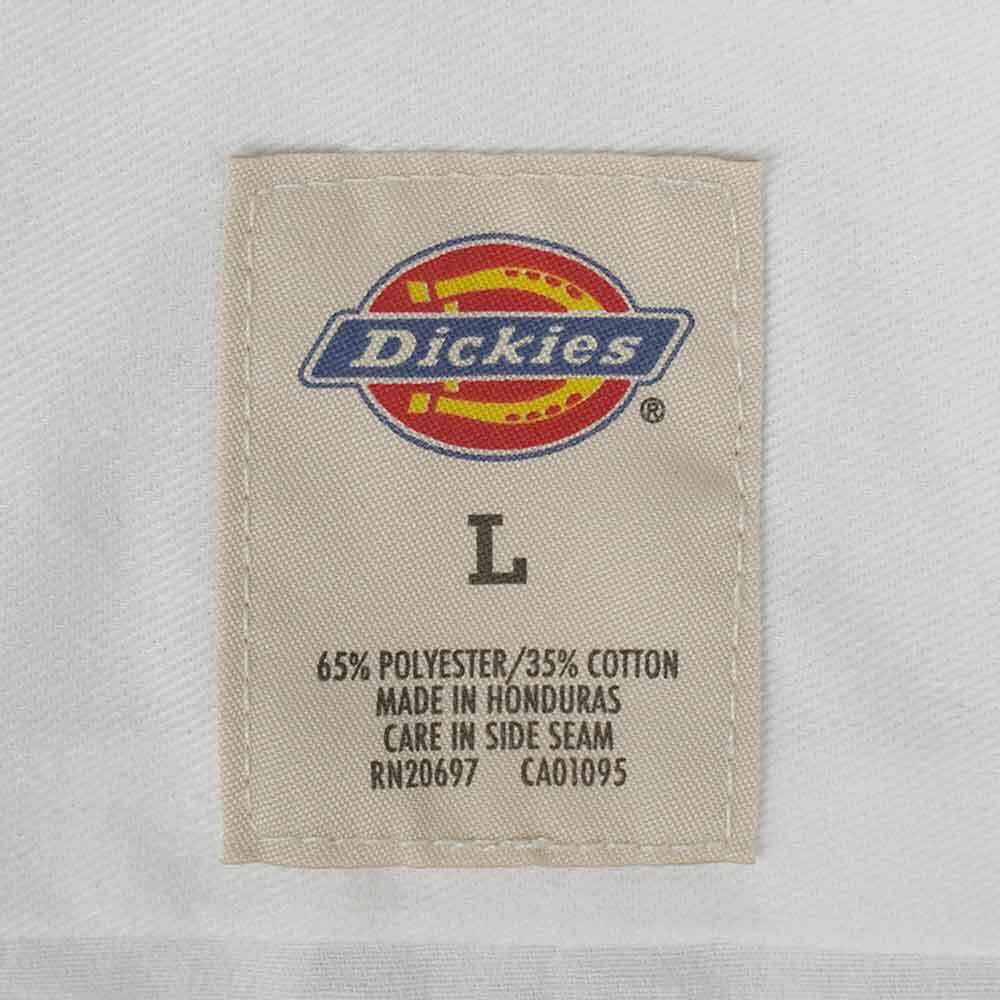 Dickies
®
L
65% POLYESTER/35% COTTON
MADE IN HONDURAS
CARE IN SIDE SEAM
RN20697 CA01095